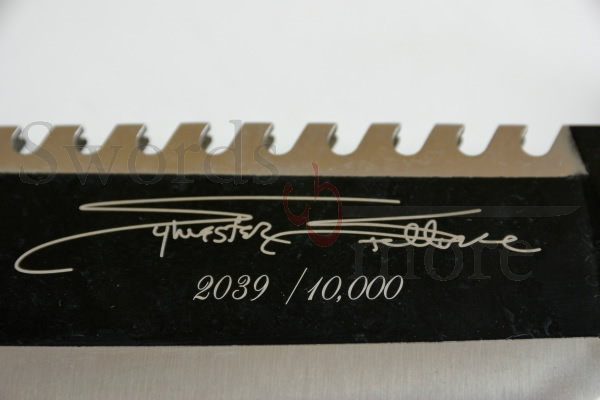 Swords
&
more
Sylvester Stallone
2039 /10,000